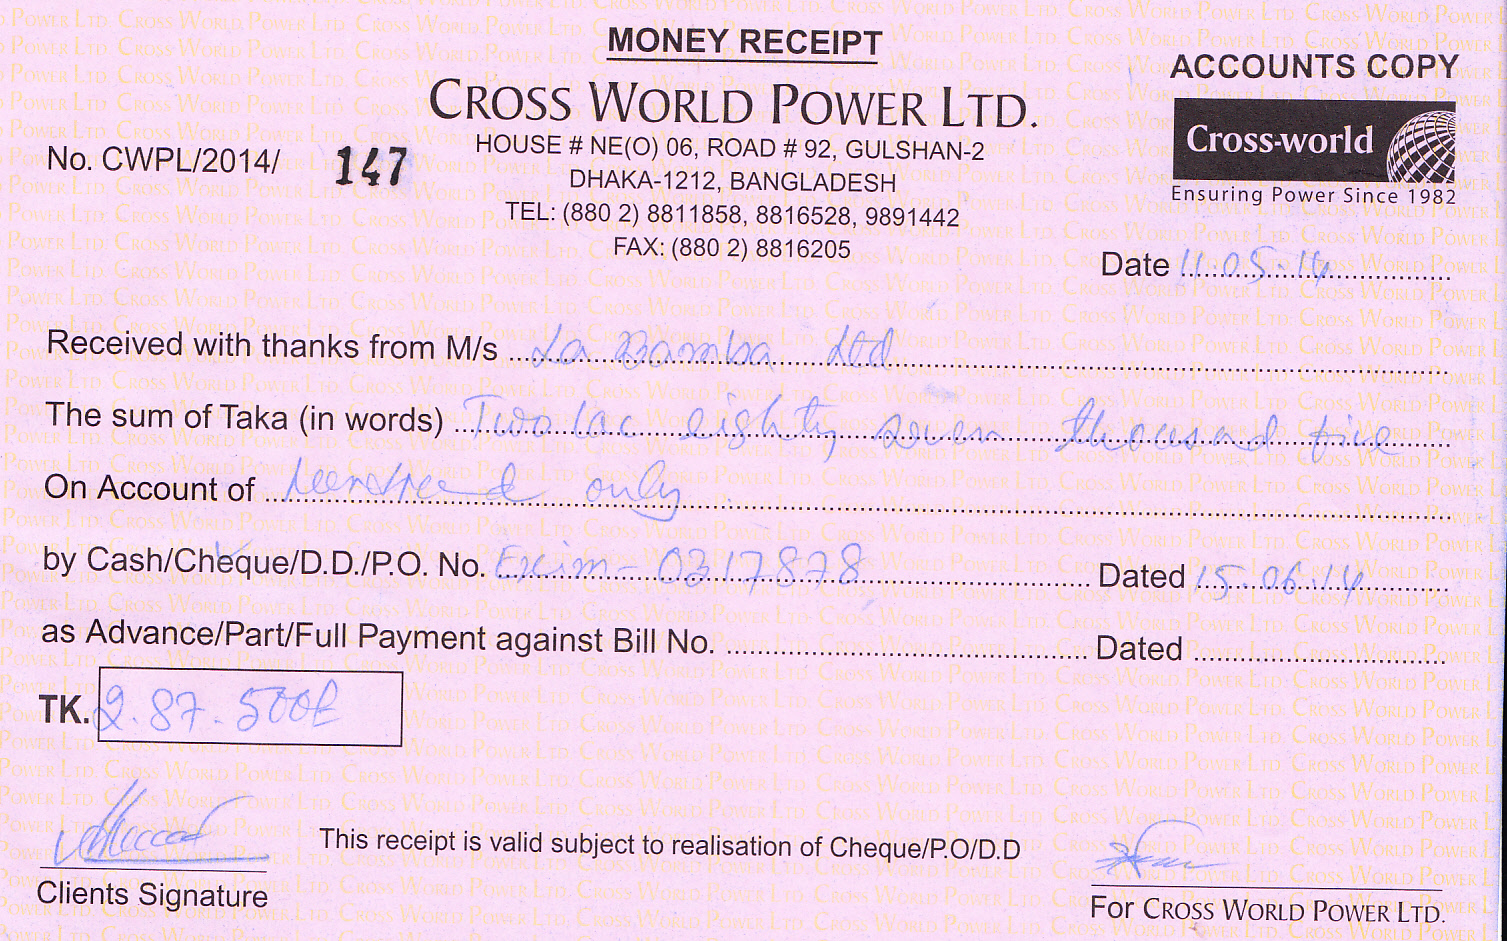 MONEY RECEIPT
ACCOUNTS COPY
CROSS WORLD POWER LTD.
Cross-world
Ensuring Power Since 1982
No. CWPL/2014/ 147
HOUSE # NE(O) 06, ROAD # 92, GULSHAN-2
DHAKA-1212, BANGLADESH
TEL: (880 2) 8811858, 8816528, 9891442
FAX: (880 2) 8816205
Date 11.05.14
Received with thanks from M/s La Bamba Ltd
The sum of Taka (in words) Two lac eighty seven thousand five
On Account of hundred only.
by Cash/Cheque/D.D./P.O. No. Exim - 0317878 Dated 15.06.14
as Advance/Part/Full Payment against Bill No. Dated
TK. 2.87.500/
This receipt is valid subject to realisation of Cheque/P.O/D.D
Clients Signature
For CROSS WORLD POWER LTD.